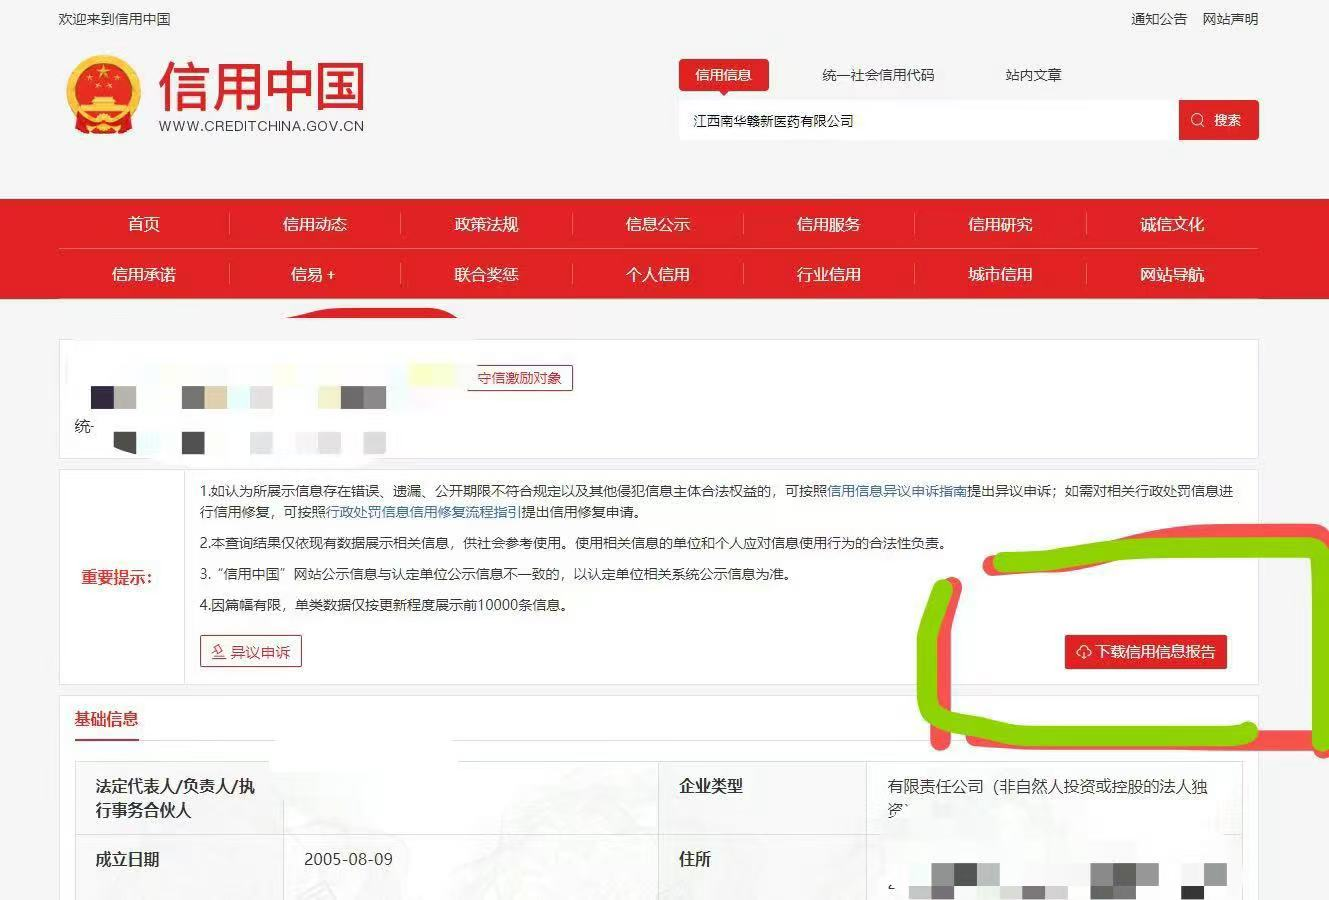 欢迎来到信用中国
通知公告 网站声明
信用中国
WWW.CREDITCHINA.GOV.CN
信用信息 统一社会信用代码 站内文章
江西南华赣新医药有限公司
搜索
首页 信用动态 政策法规 信息公示 信用服务 信用研究 诚信文化
信用承诺 信易+ 联合奖惩 个人信用 行业信用 城市信用 网站导航
守信激励对象
统
重要提示:
1.如认为所展示信息存在错误、遗漏、公开期限不符合规定以及其他侵犯信息主体合法权益的，可按照信用信息异议申诉指南提出异议申诉；如需对相关行政处罚信息进
行信用修复，可按照行政处罚信息信用修复流程指引提出信用修复申请。
2.本查询结果仅依现有数据展示相关信息，供社会参考使用。使用相关信息的单位和个人应对信息使用行为的合法性负责。
3.“信用中国”网站公示信息与认定单位公示信息不一致的，以认定单位相关系统公示信息为准。
4.因篇幅有限，单类数据仅按更新程度展示前10000条信息。
异议申诉
下载信用信息报告
基础信息
法定代表人/负责人/执
行事务合伙人
企业类型
有限责任公司（非自然人投资或控股的法人独
资
成立日期
2005-08-09
住所